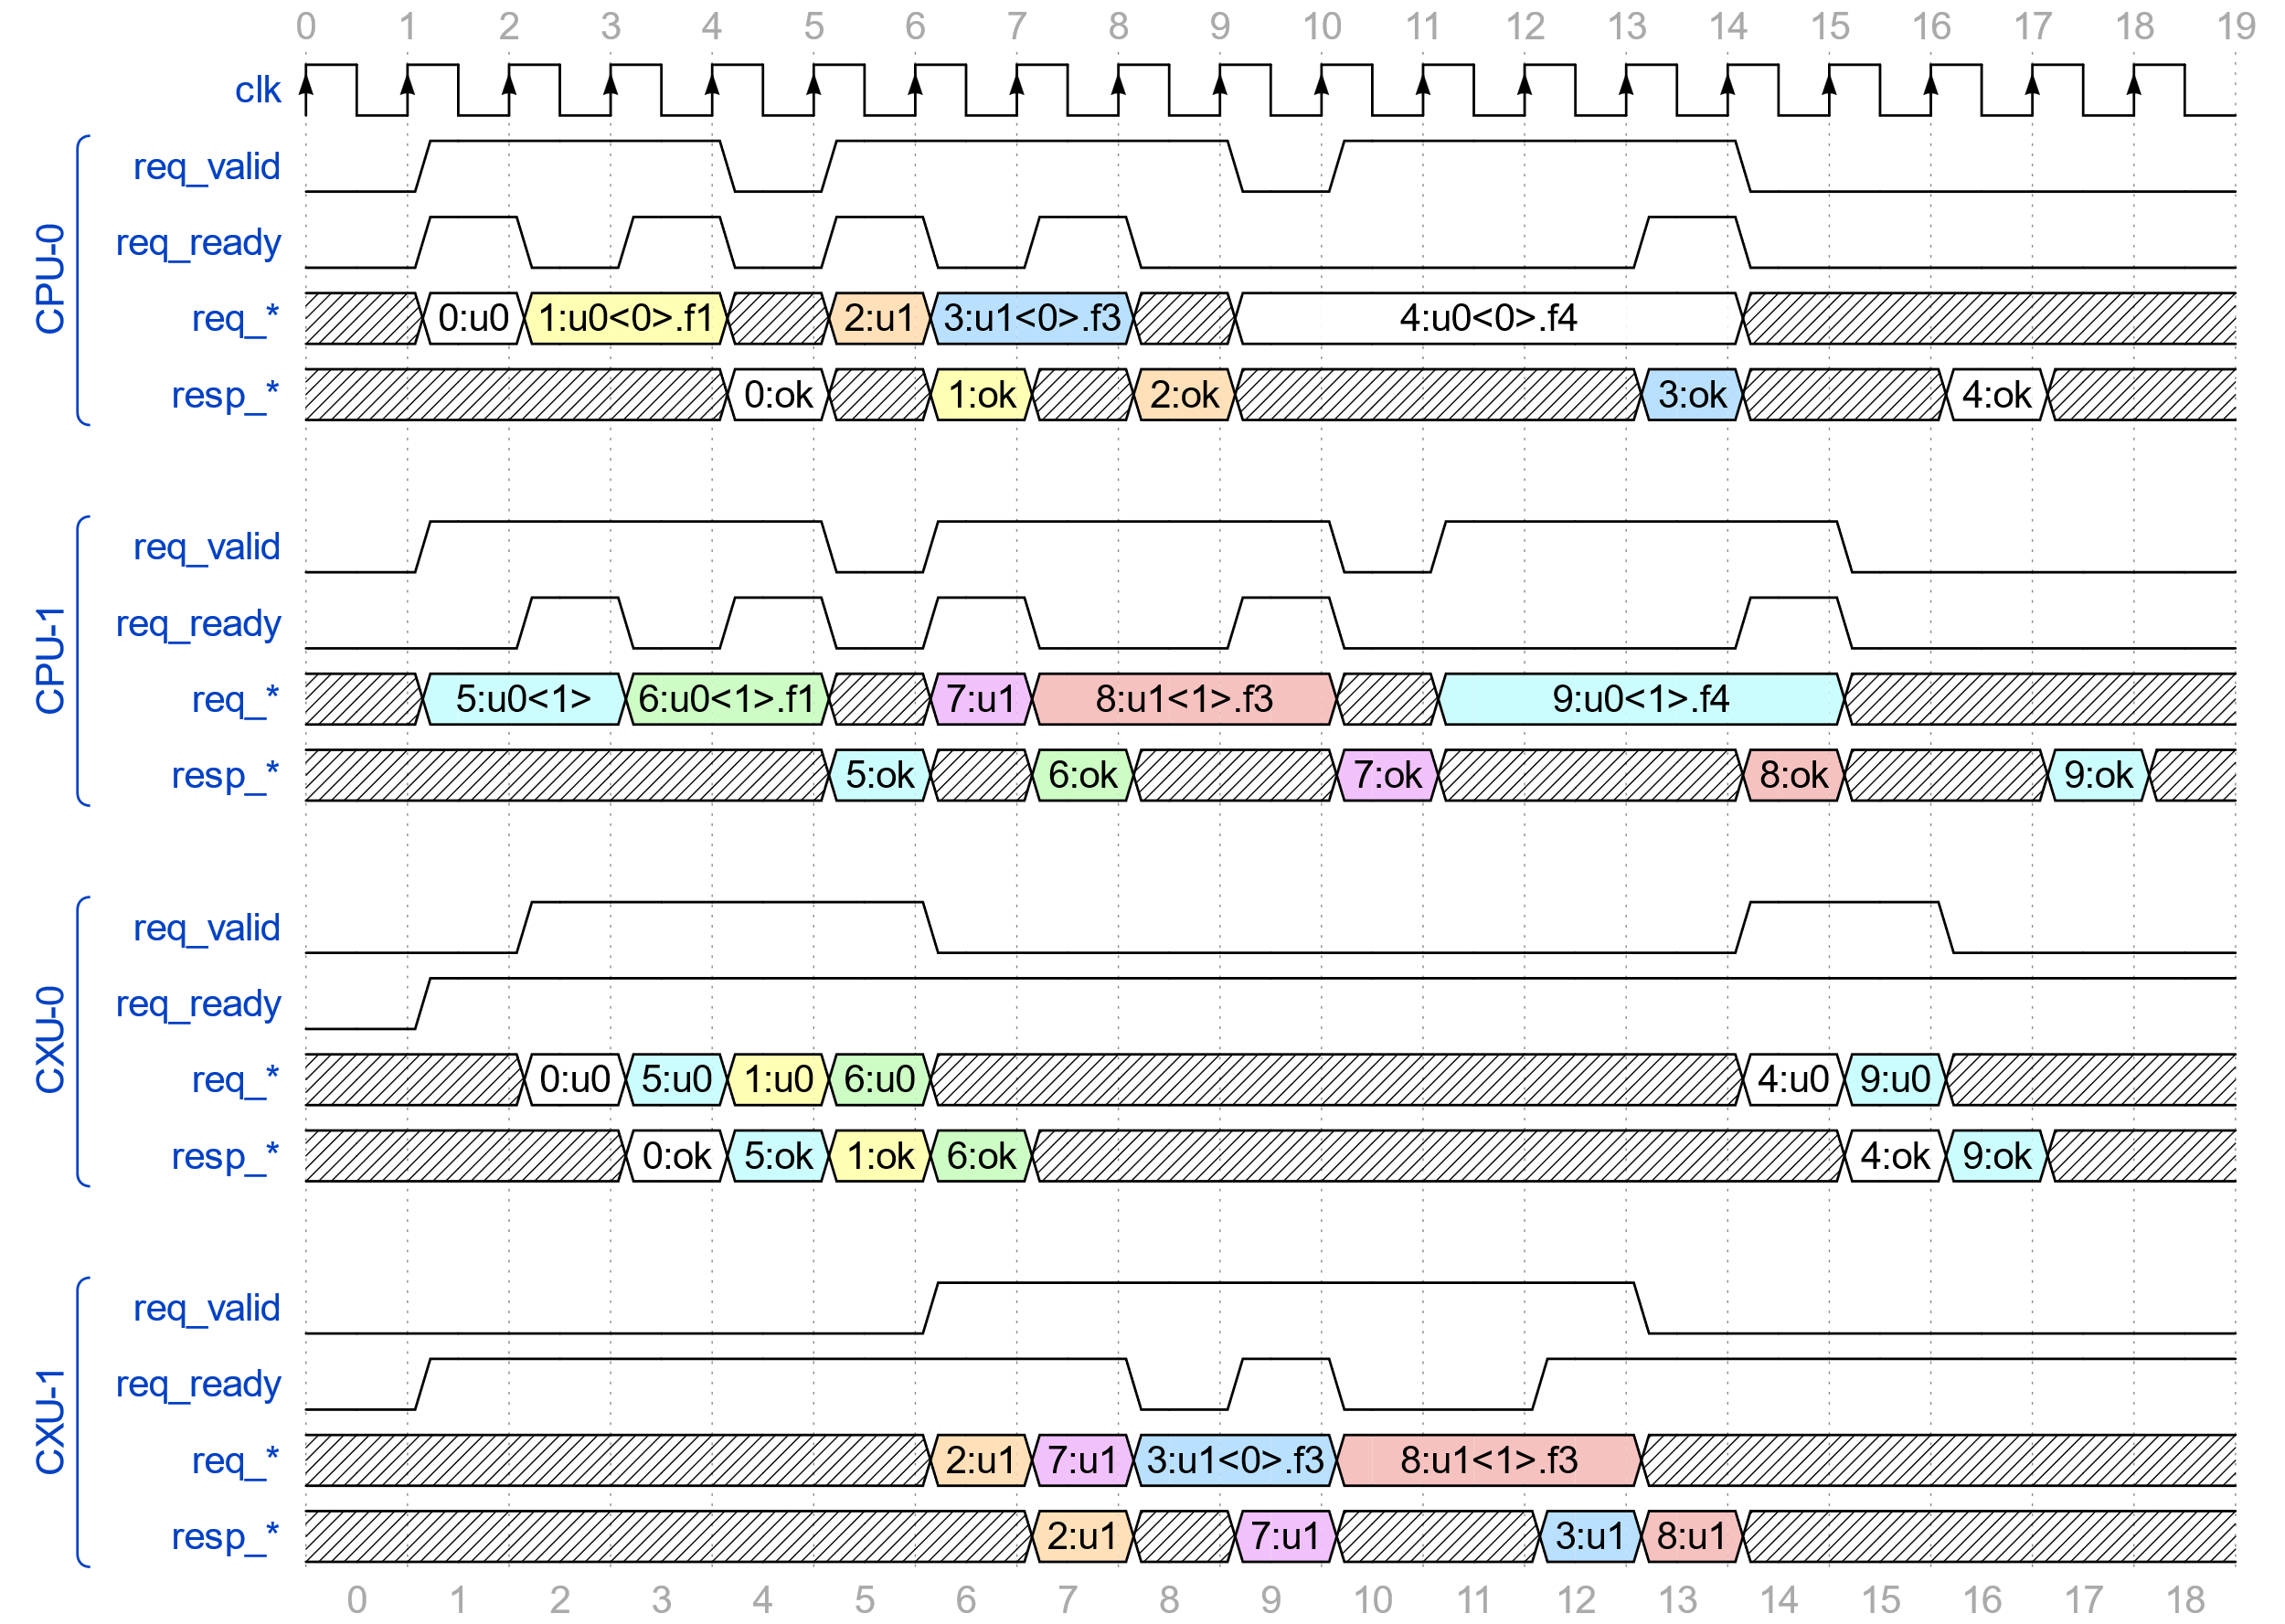 0 1 2 3 4 5 6 7 8 9 10 11 12 13 14 15 16 17 18 19
clk
CPU-0
req_valid
req_ready
req_* 0:u0 1:u0<0>.f1 2:u1 3:u1<0>.f3 4:u0<0>.f4
resp_* 0:ok 1:ok 2:ok 3:ok 4:ok
CPU-1
req_valid
req_ready
req_* 5:u0<1> 6:u0<1>.f1 7:u1 8:u1<1>.f3 9:u0<1>.f4
resp_* 5:ok 6:ok 7:ok 8:ok 9:ok
CXU-0
req_valid
req_ready
req_* 0:u0 5:u0 1:u0 6:u0 4:u0 9:u0
resp_* 0:ok 5:ok 1:ok 6:ok 4:ok 9:ok
CXU-1
req_valid
req_ready
req_* 2:u1 7:u1 3:u1<0>.f3 8:u1<1>.f3
resp_* 2:u1 7:u1 3:u1 8:u1
0 1 2 3 4 5 6 7 8 9 10 11 12 13 14 15 16 17 18